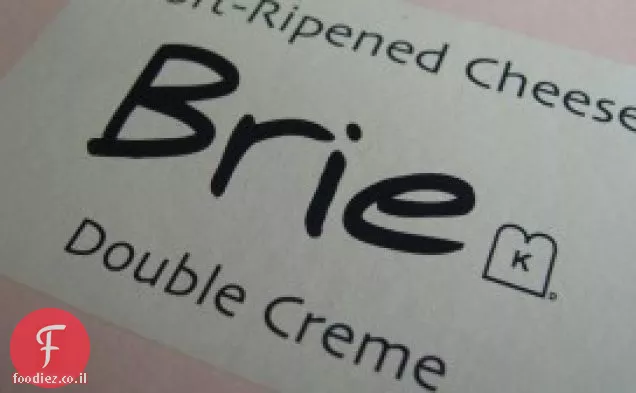 -Ripened Cheese
Brie
K
Double Creme
F
foodiez.co.il